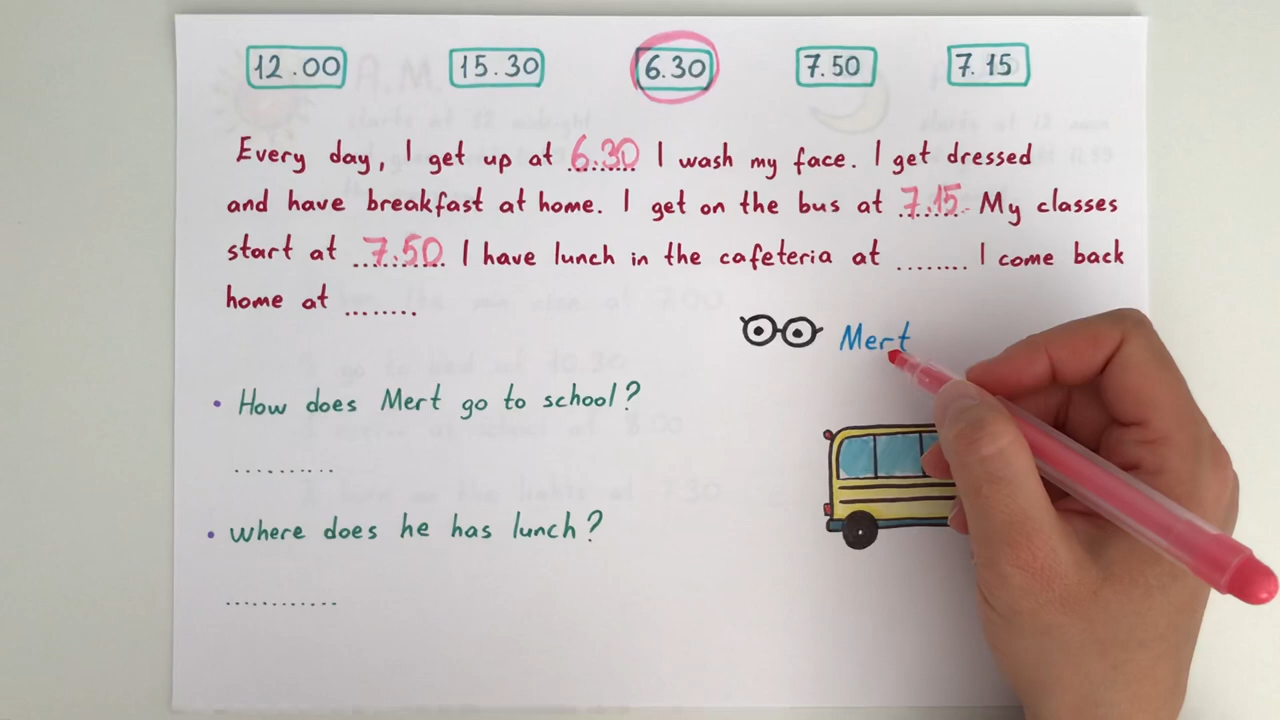 12.00 15.30 6.30 7.50 7.15
Every day, I get up at 6.30 I wash my face. I get dressed
and have breakfast at home. I get on the bus at 7.15. My classes
start at 7.50 I have lunch in the cafeteria at ........ I come back
home at ........
Mert
• How does Mert go to school?
..........
• Where does he has lunch?
............